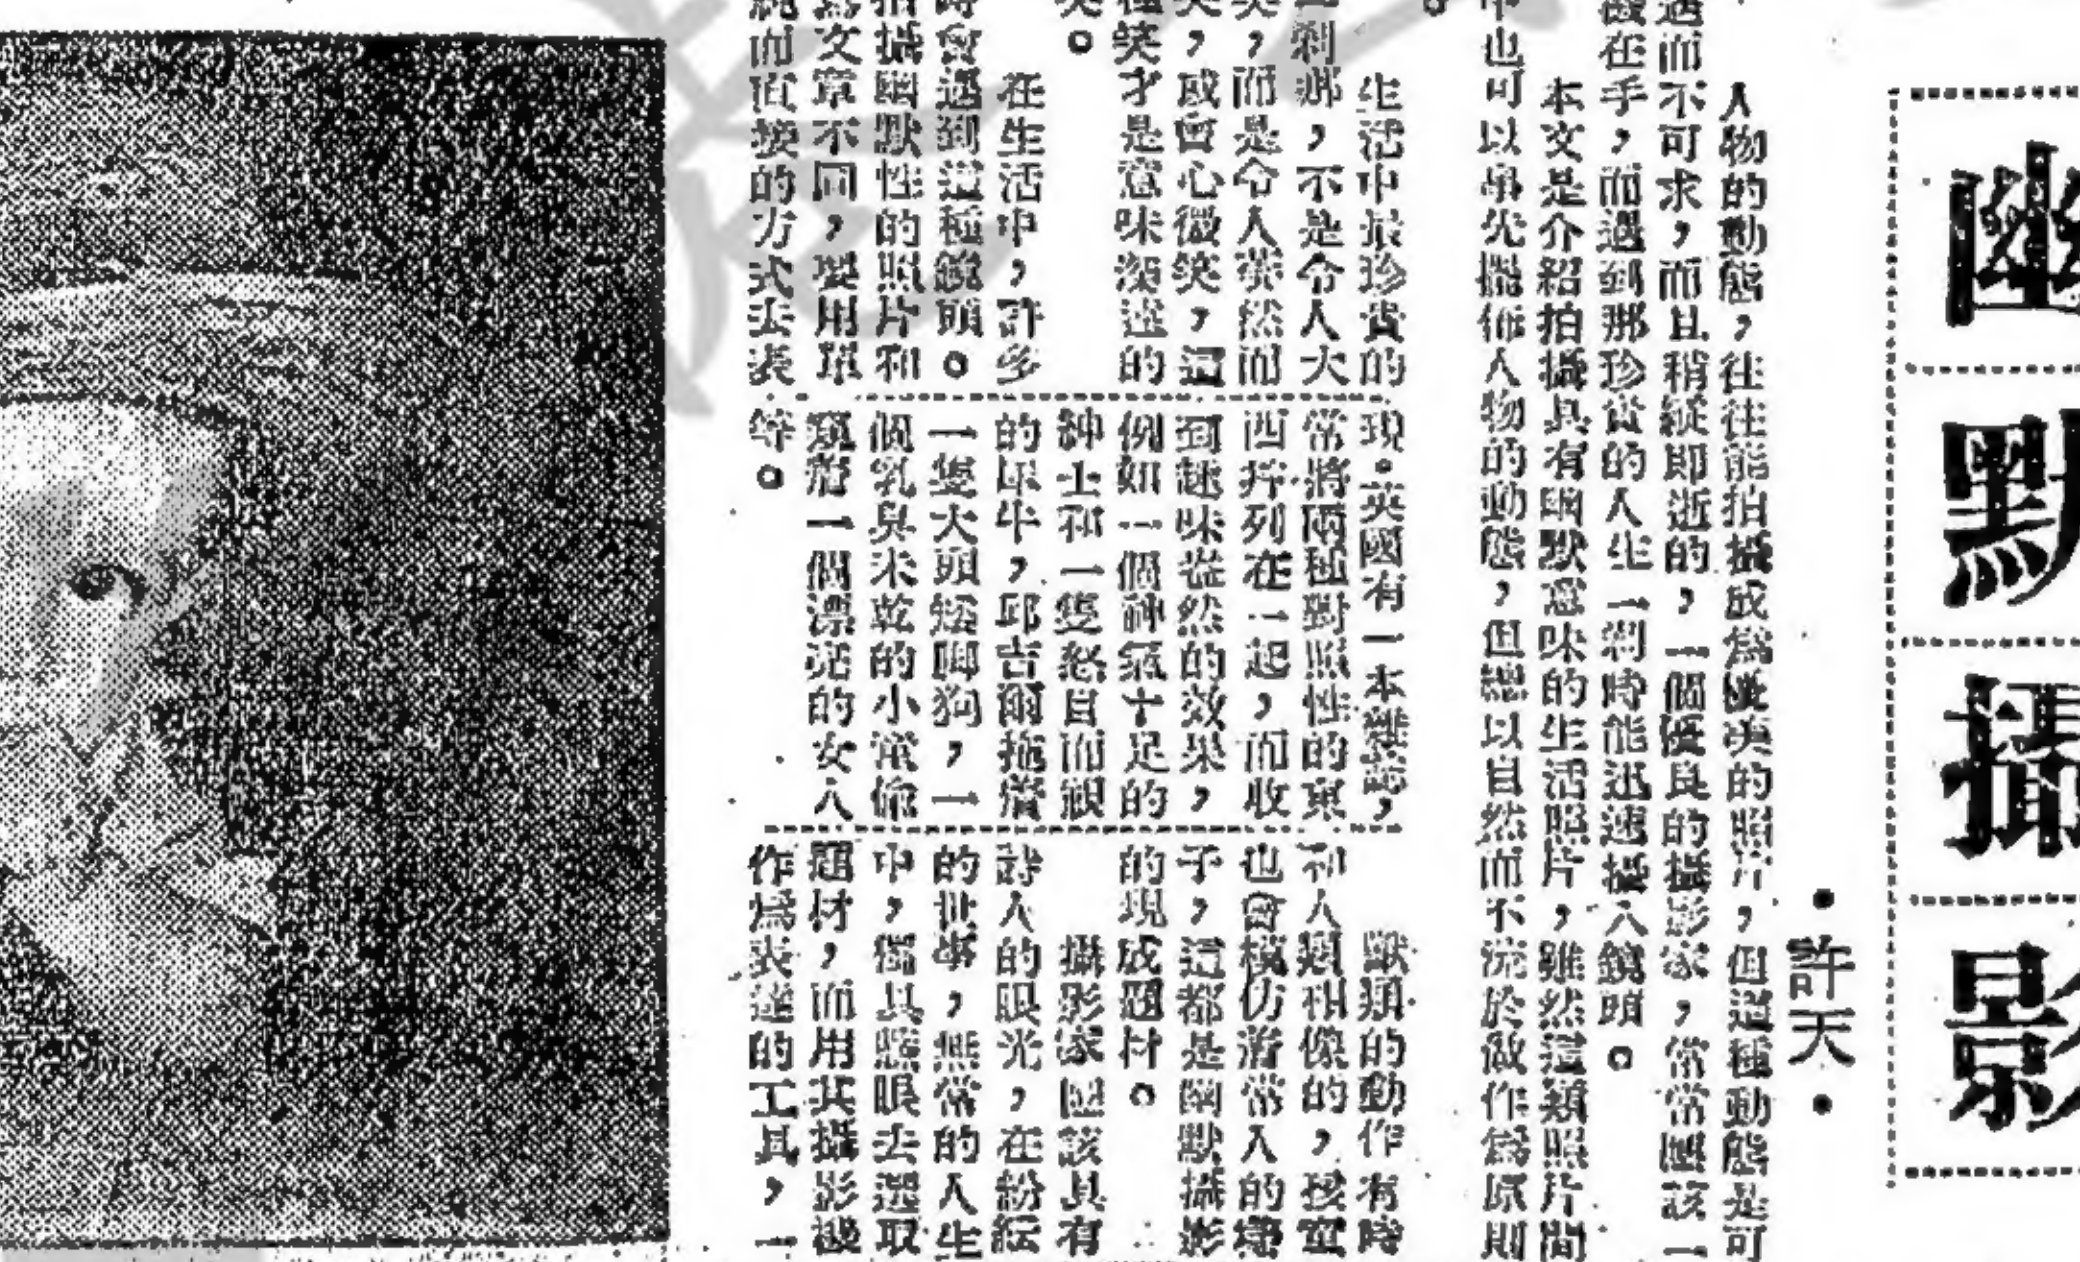 幽默攝影
・許天・
人物的動態，往往能拍攝成爲優美的照片，但這種動態是可
遇而不可求，而且稍縱即逝的，一個優良的攝影家，常常應該一
機在手，而遇到那珍貴的人生一剎時能迅速攝入鏡頭。
本文是介紹拍攝具有幽默意味的生活照片，雖然這類照片間
中也可以事先擺佈人物的動態，但總以自然而不流於做作爲原則
。
生活中最珍貴的
一剎那，不是令人大
笑，而是令人莞然而
笑，或會心微笑，這
種笑才是意味深遠的
笑。
在生活中，許多
時會遇到這種鏡頭。
拍攝幽默性的照片和
寫文章不同，要用單
純而直接的方式去表
現。英國有一本雜誌，
常將兩種對照性的東
西幷列在一起，而收
到趣味盎然的效果，
例如一個神氣十足的
紳士和一隻怒目而視
的犀牛，邱吉爾拖着
一隻大頭矮脚狗，一
個乳臭未乾的小常偷
窺着一個漂亮的女人
等。
獸類的動作有時
和人類相像的，孩童
也會模仿着常人的
子，這都是幽默攝影
的現成題材。
攝影家應該具有
詩人的眼光，在紛紜
的世事，無常的人生
中，獨具慧眼去選取
題材，而用其攝影機
作爲表達的工具，一